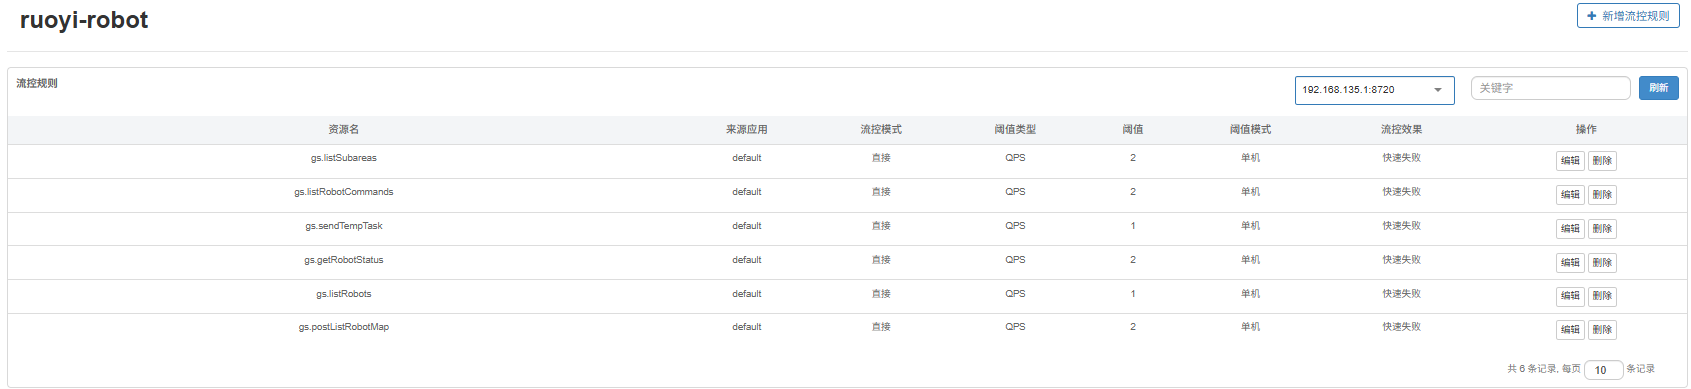 ruoyi-robot
+ 新增流控规则
流控规则 192.168.135.1:8720 关键字 刷新
资源名 来源应用 流控模式 阈值类型 阈值 阈值模式 流控效果 操作
gs.listSubareas default 直接 QPS 2 单机 快速失败 编辑 删除
gs.listRobotCommands default 直接 QPS 2 单机 快速失败 编辑 删除
gs.sendTempTask default 直接 QPS 1 单机 快速失败 编辑 删除
gs.getRobotStatus default 直接 QPS 2 单机 快速失败 编辑 删除
gs.listRobots default 直接 QPS 1 单机 快速失败 编辑 删除
gs.postListRobotMap default 直接 QPS 2 单机 快速失败 编辑 删除
共 6 条记录, 每页 10 条记录